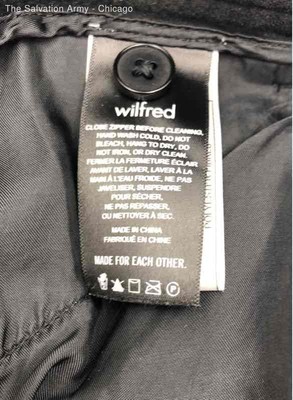 The Salvation Army - Chicago
wilfred
CLOSE ZIPPER BEFORE CLEANING,
HAND WASH COLD, DO NOT
BLEACH, HANG TO DRY, DO
NOT IRON, OR DRY CLEAN.
FERMER LA FERMETURE ÉCLAIR
AVANT DE LAVER, LAVER À LA
MAIN À L'EAU FROIDE, NE PAS
JAVELISER, SUSPENDRE
POUR SÉCHER,
NE PAS REPASSER,
OU NETTOYER À SEC.
MADE IN CHINA
FABRIQUÉ EN CHINE
MADE FOR EACH OTHER.
P